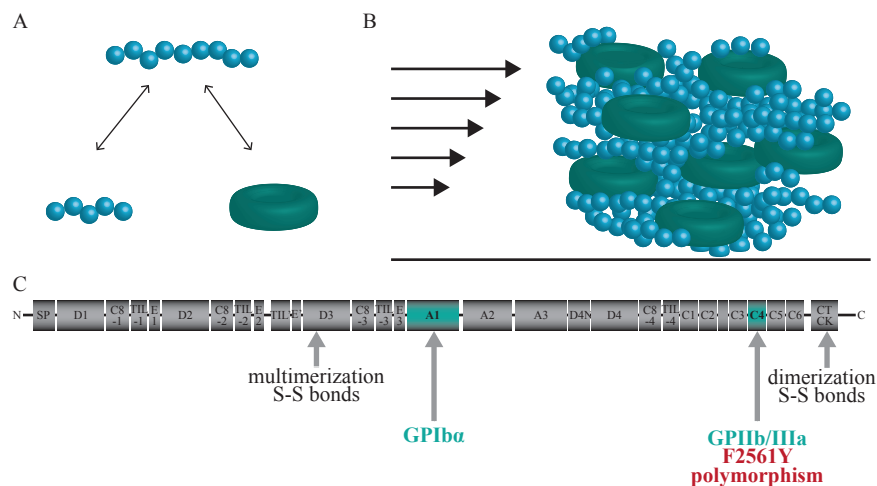 A
B
C
N
SP
D1
C8
-1
TIL
-1
E
1
D2
C8
-2
TIL
-2
E
2
TIL'
E'
D3
C8
-3
TIL
-3
E
3
A1
A2
A3
D4N
D4
C8
-4
TIL
-4
C1
C2
C3
C4
C5
C6
CT
CK
C
multimerization
S-S bonds
GPIbα
GPIIb/IIIa
F2561Y
polymorphism
dimerization
S-S bonds